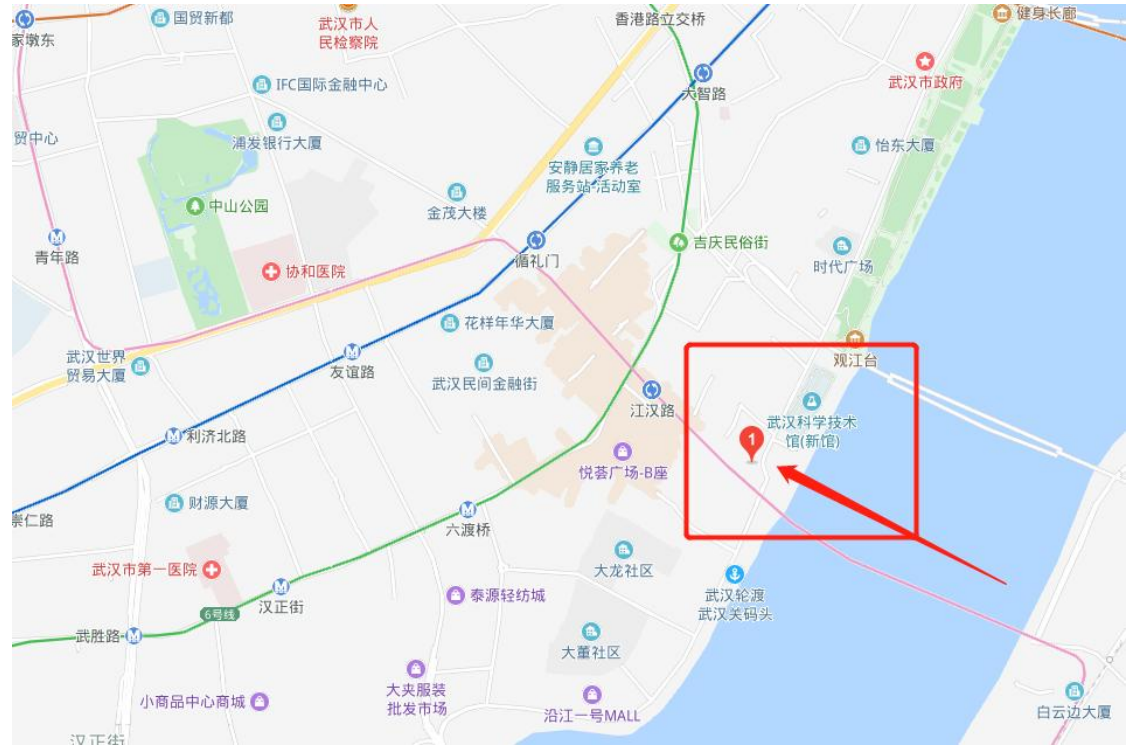 国贸新都
武汉市人
民检察院
香港路立交桥
健身长廊
家墩东
IFC国际金融中心
大智路
武汉市政府
贸中心
浦发银行大厦
怡东大厦
安静居家养老
服务站-活动室
中山公园
金茂大楼
青年路
吉庆民俗街
循礼门
时代广场
协和医院
花样年华大厦
武汉世界
贸易大厦
友谊路
武汉民间金融街
观江台
江汉路
武汉科学技术
馆(新馆)
利济北路
1
悦荟广场-B座
财源大厦
崇仁路
六渡桥
武汉市第一医院
大龙社区
武汉轮渡
武汉关码头
汉正街
6号线
泰源轻纺城
武胜路
大董社区
大夹服装
批发市场
小商品中心商城
沿江一号MALL
白云边大厦
汉正街